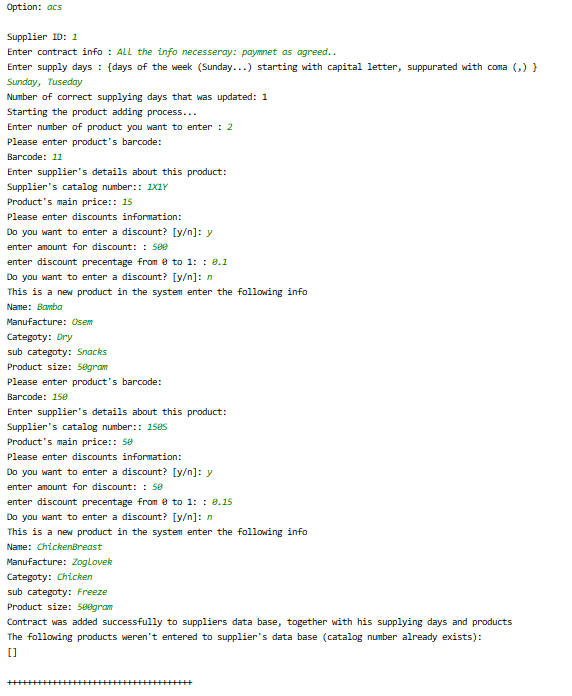 Option: acs
Supplier ID: 1
Enter contract info : All the info necesseray: paymnet as agreed..
Enter supply days : {days of the week (Sunday...) starting with capital letter, suppurated with coma (,) }
Sunday, Tuseday
Number of correct supplying days that was updated: 1
Starting the product adding process...
Enter number of product you want to enter : 2
Please enter product's barcode:
Barcode: 11
Enter supplier's details about this product:
Supplier's catalog number:: 1X1Y
Product's main price:: 15
Please enter discounts information:
Do you want to enter a discount? [y/n]: y
enter amount for discount: : 500
enter discount precentage from 0 to 1: : 0.1
Do you want to enter a discount? [y/n]: n
This is a new product in the system enter the following info
Name: Bamba
Manufacture: Osem
Categoty: Dry
sub categoty: Snacks
Product size: 50gram
Please enter product's barcode:
Barcode: 150
Enter supplier's details about this product:
Supplier's catalog number:: 150S
Product's main price:: 50
Please enter discounts information:
Do you want to enter a discount? [y/n]: y
enter amount for discount: : 50
enter discount precentage from 0 to 1: : 0.15
Do you want to enter a discount? [y/n]: n
This is a new product in the system enter the following info
Name: ChickenBreast
Manufacture: ZogLovek
Categoty: Chicken
sub categoty: Freeze
Product size: 500gram
Contract was added successfully to suppliers data base, together with his supplying days and products
The following products weren't entered to supplier's data base (catalog number already exists):
[]
+++++++++++++++++++++++++++++++++++++